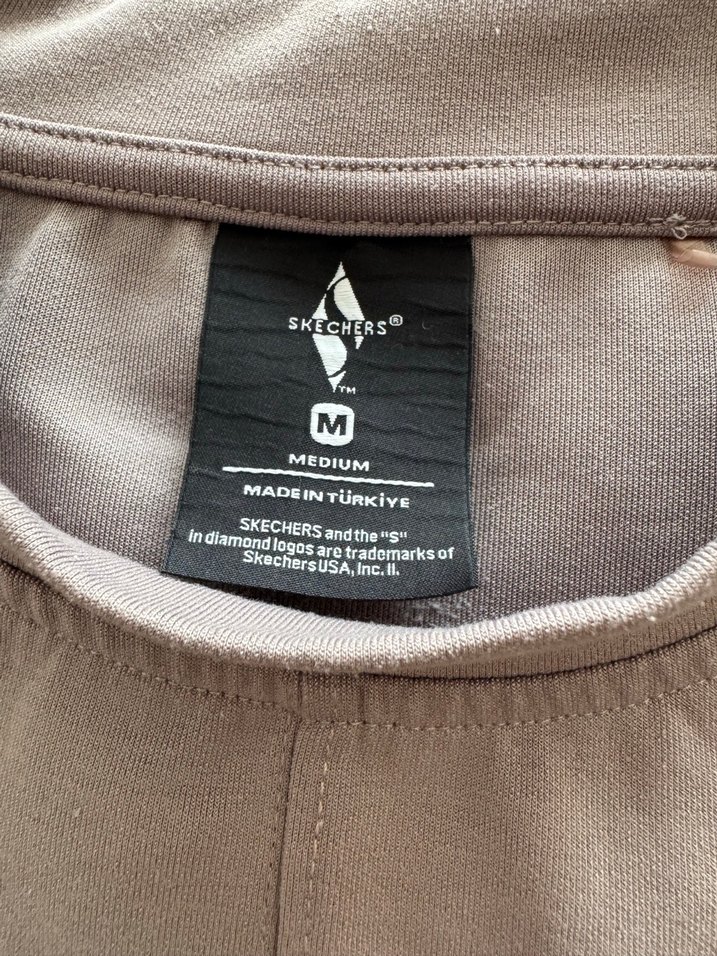 SKECHERS®
TM
M
MEDIUM
MADE IN TÜRKİYE
SKECHERS and the "S"
in diamond logos are trademarks of
Skechers USA, Inc. II.